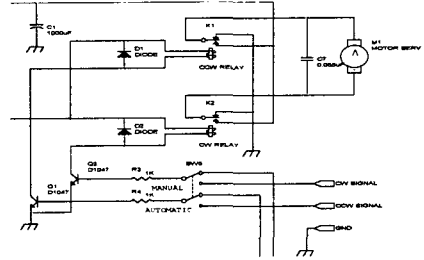 C1
1000uF
K1
D1
DIODE
CCW RELAY
C7
0.068uF
M1
MOTOR SERV
A
K2
D2
DIODE
CW RELAY
Q2
D1047
R3
1K
SW6
MANUAL
CW SIGNAL
Q1
D1047
R4
1K
AUTOMATIC
CCW SIGNAL
GND